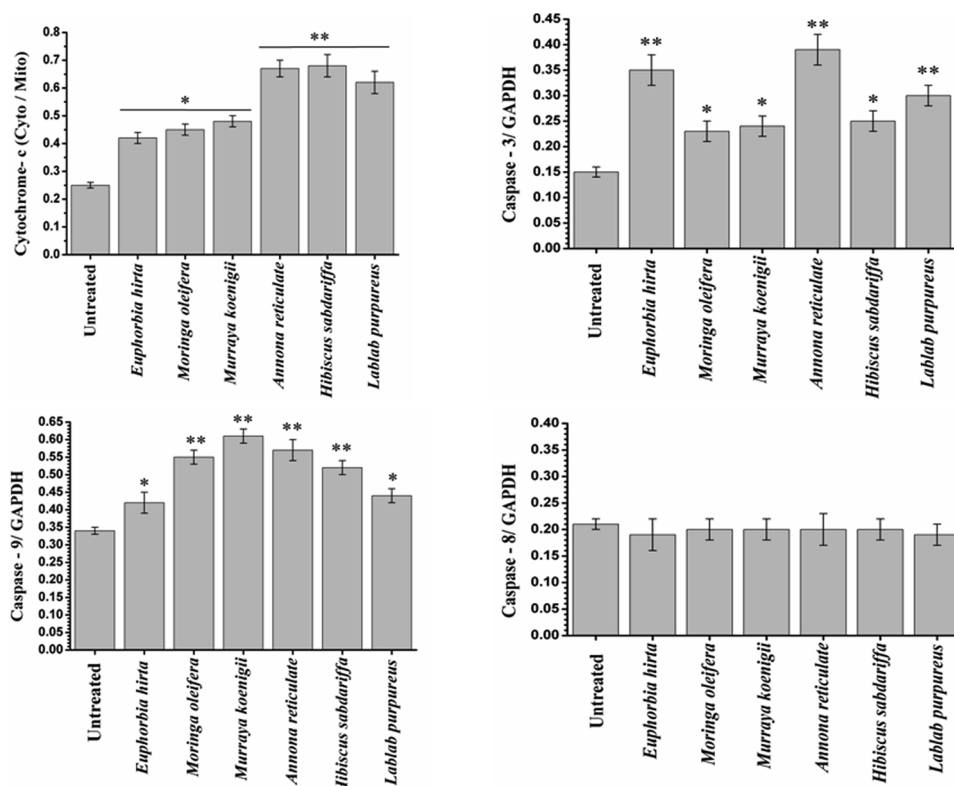 Cytochrome- c (Cyto / Mito)
0.8
0.7
0.6
0.5
0.4
0.3
0.2
0.1
0.0
*
**
Untreated
Euphorbia hirta
Moringa oleifera
Murraya koenigii
Annona reticulate
Hibiscus sabdariffa
Lablab purpureus
Caspase - 3/ GAPDH
0.45
0.40
0.35
0.30
0.25
0.20
0.15
0.10
0.05
0.00
**
*
*
**
*
**
Untreated
Euphorbia hirta
Moringa oleifera
Murraya koenigii
Annona reticulate
Hibiscus sabdariffa
Lablab purpureus
Caspase - 9/ GAPDH
0.65
0.60
0.55
0.50
0.45
0.40
0.35
0.30
0.25
0.20
0.15
0.10
0.05
0.00
*
**
**
**
**
*
Untreated
Euphorbia hirta
Moringa oleifera
Murraya koenigii
Annona reticulate
Hibiscus sabdariffa
Lablab purpureus
Caspase - 8/ GAPDH
0.40
0.35
0.30
0.25
0.20
0.15
0.10
0.05
0.00
Untreated
Euphorbia hirta
Moringa oleifera
Murraya koenigii
Annona reticulate
Hibiscus sabdariffa
Lablab purpureus